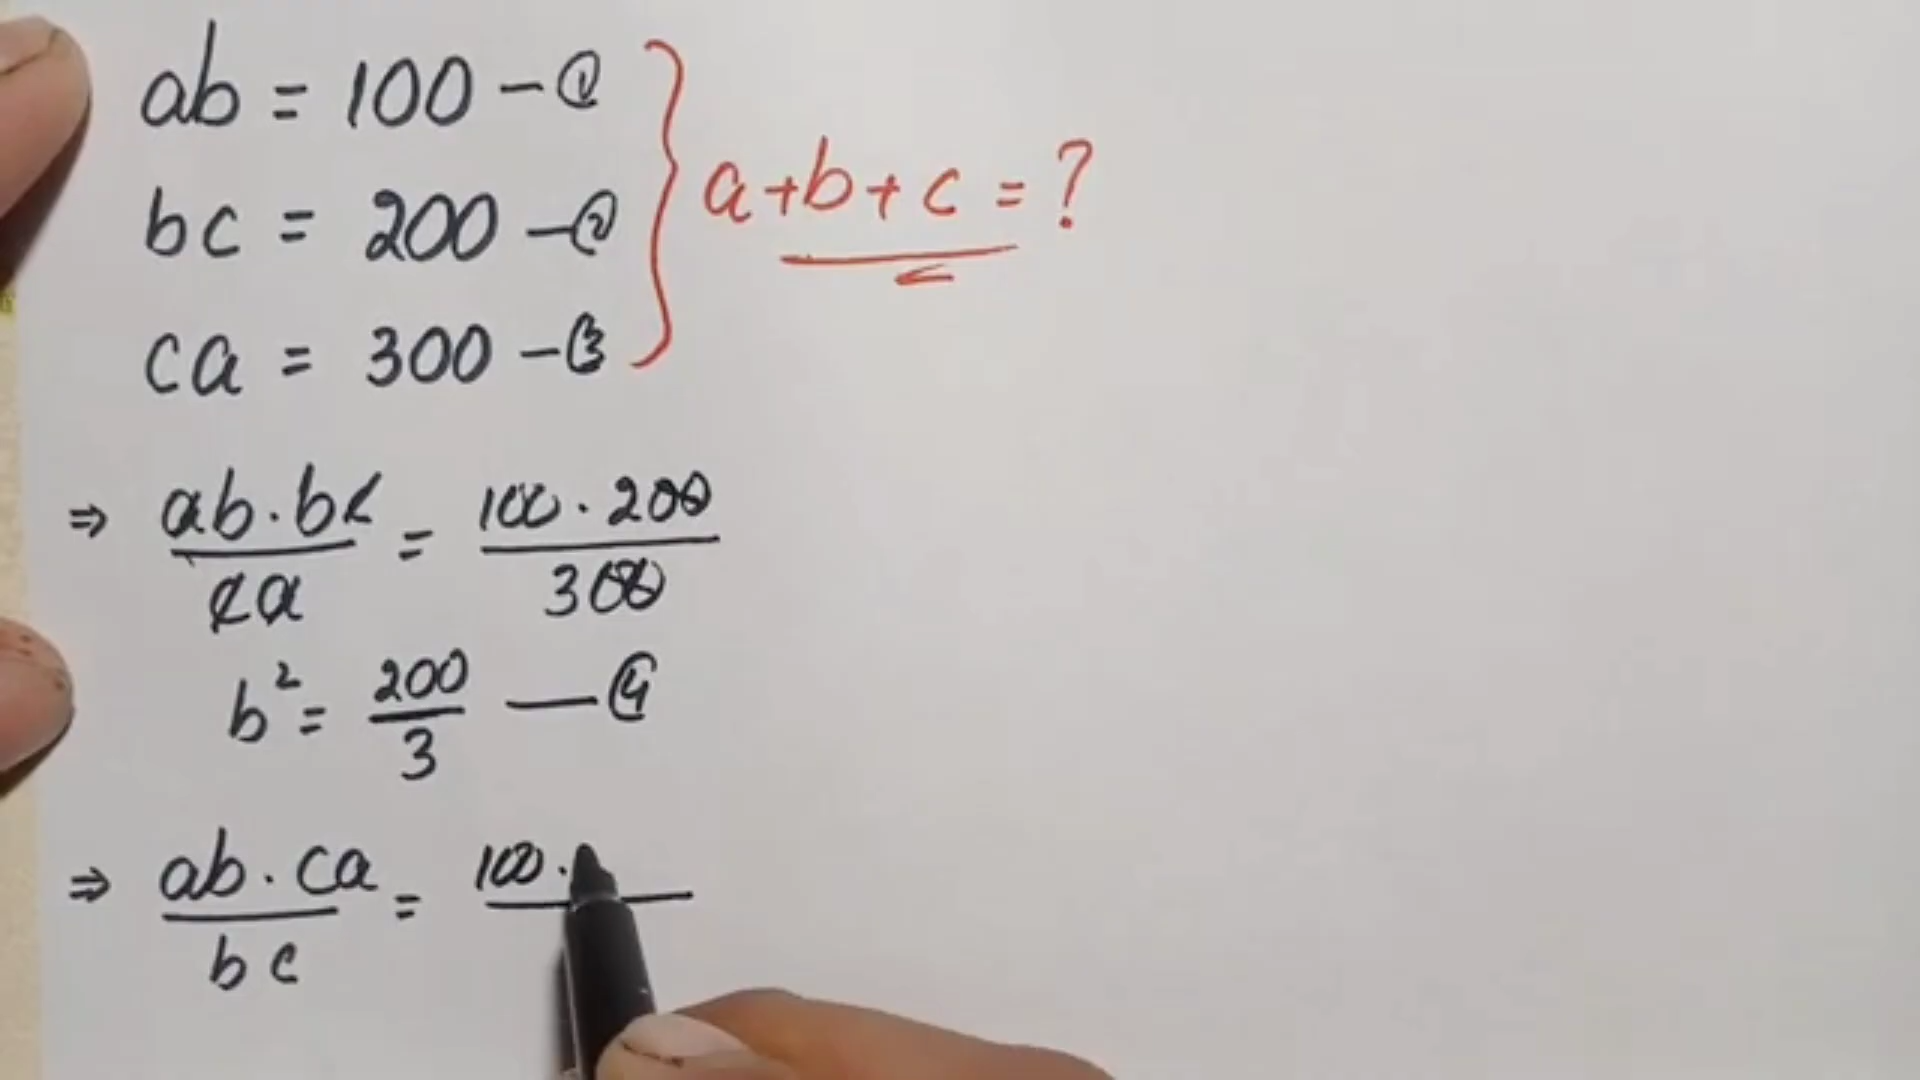 ab = 100 - ①
bc = 200 - ②
ca = 300 - ③
a+b+c = ?
⇒ ab·bc / ca = 100·200 / 300
b² = 200 / 3 — ④
⇒ ab·ca / bc = 100·